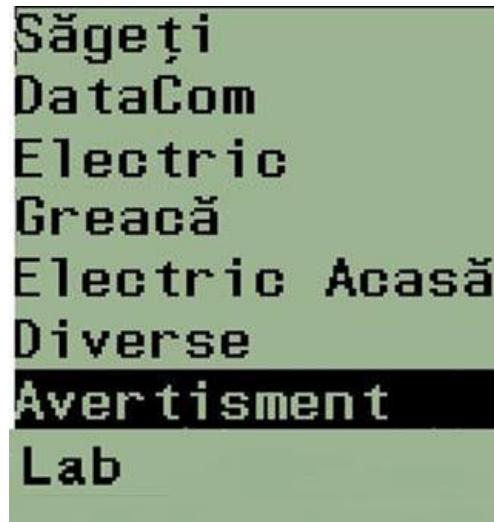 Săgeți
DataCom
Electric
Greacă
Electric Acasă
Diverse
Avertisment
Lab